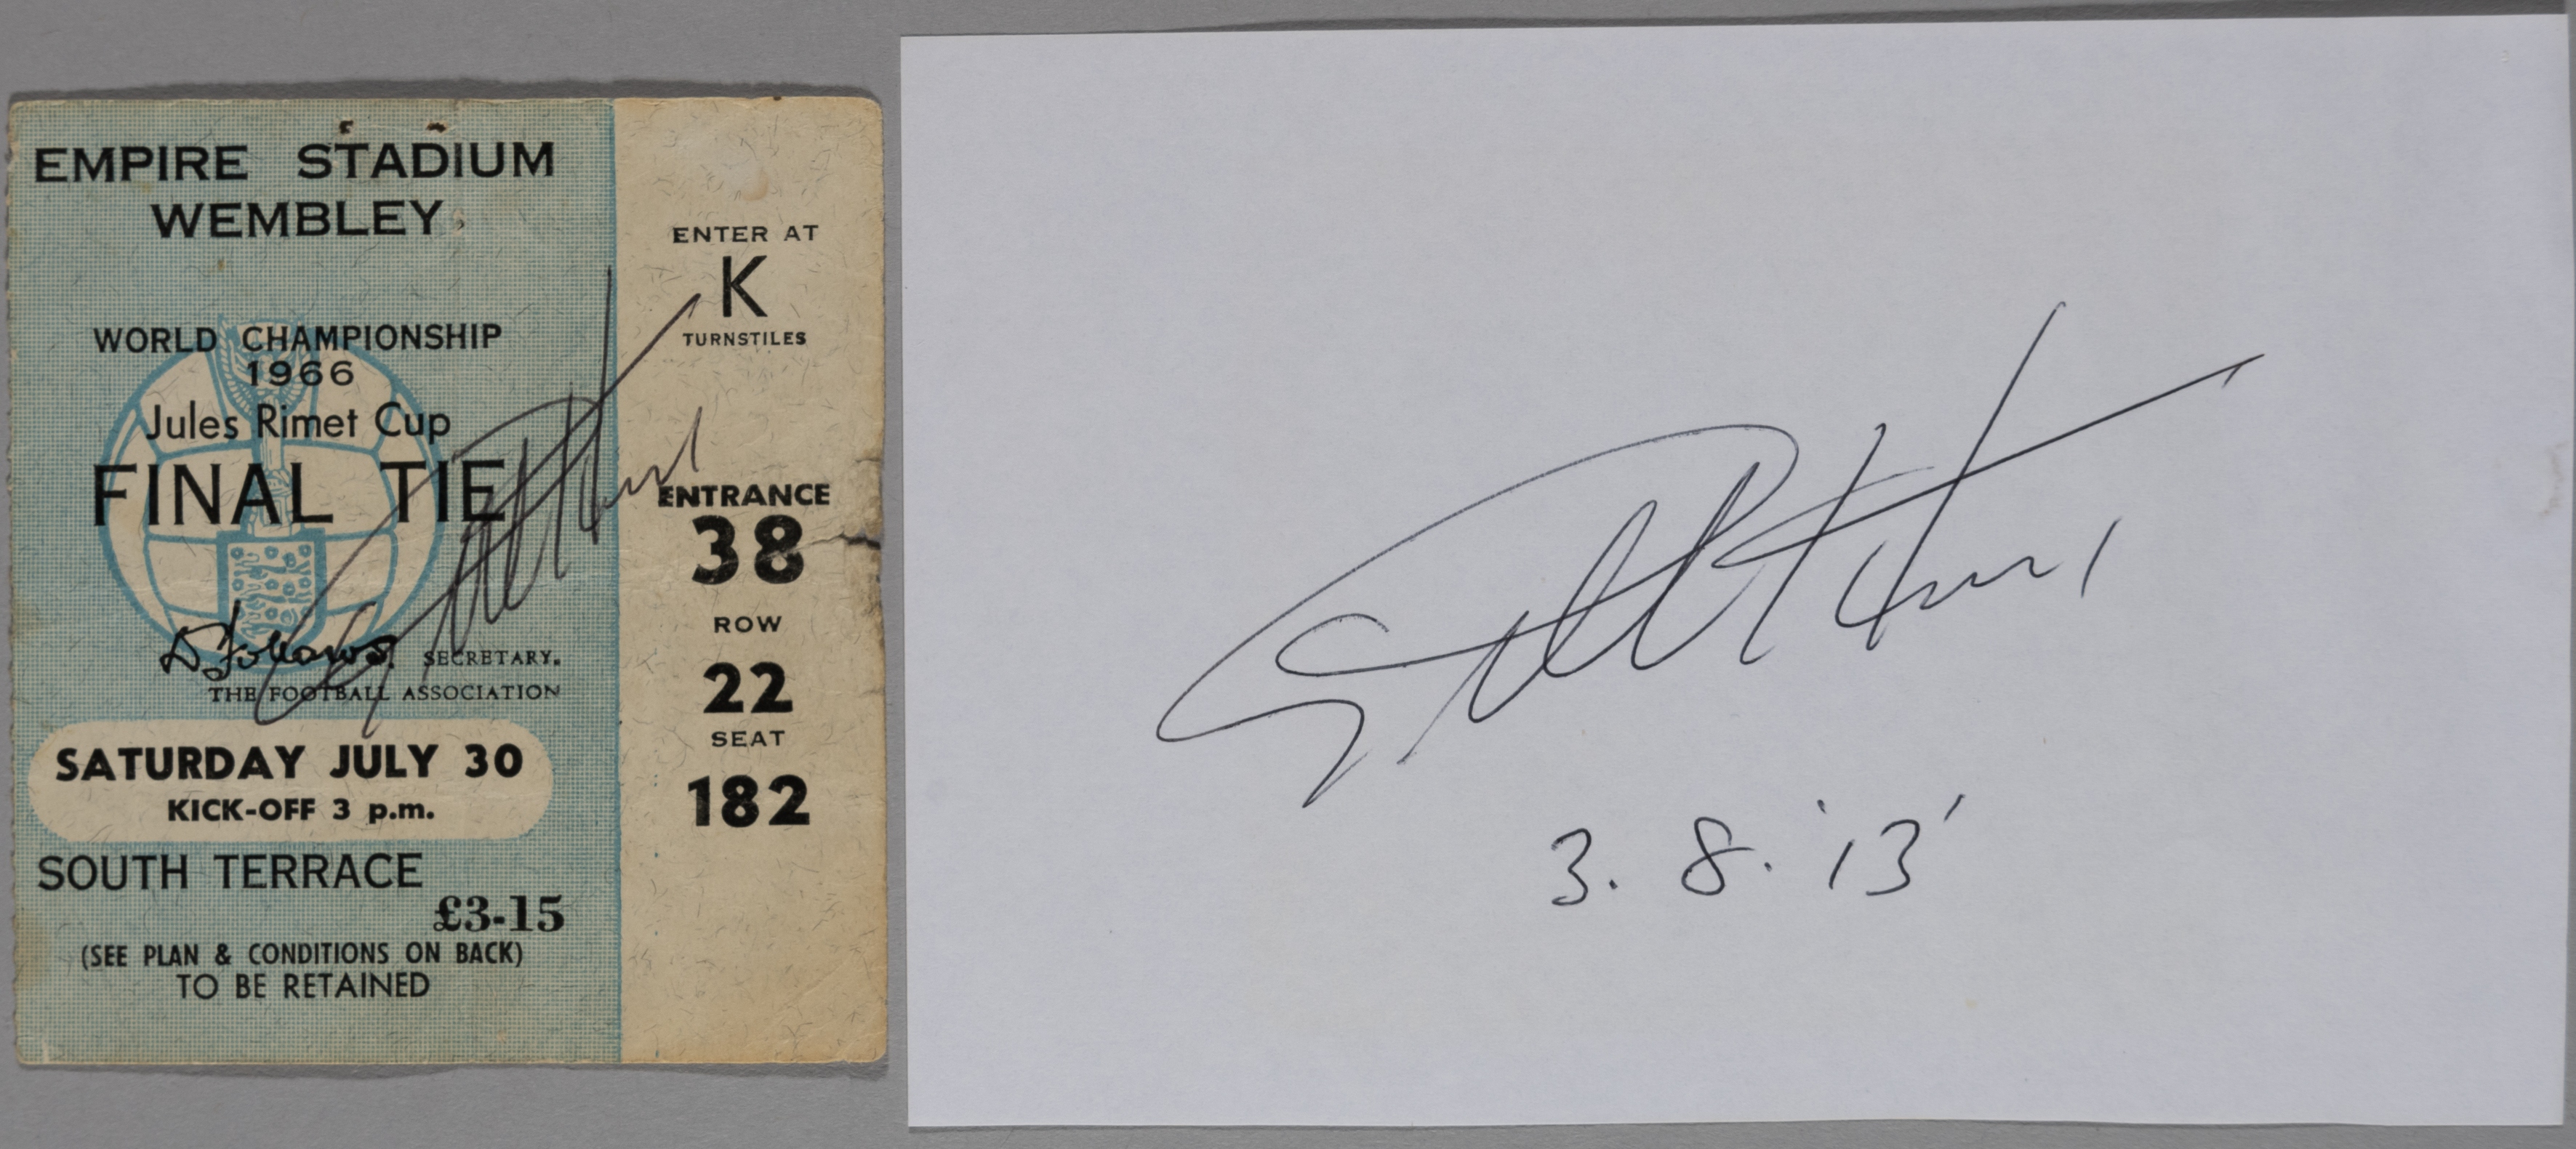 EMPIRE STADIUM
WEMBLEY
WORLD CHAMPIONSHIP
1966
Jules Rimet Cup
FINAL TIE
SECRETARY.
THE FOOTBALL ASSOCIATION
SATURDAY JULY 30
KICK-OFF 3 p.m.
SOUTH TERRACE
£3-15
(SEE PLAN & CONDITIONS ON BACK)
TO BE RETAINED
ENTER AT
K
TURNSTILES
ENTRANCE
38
ROW
22
SEAT
182
3. 8. '13'